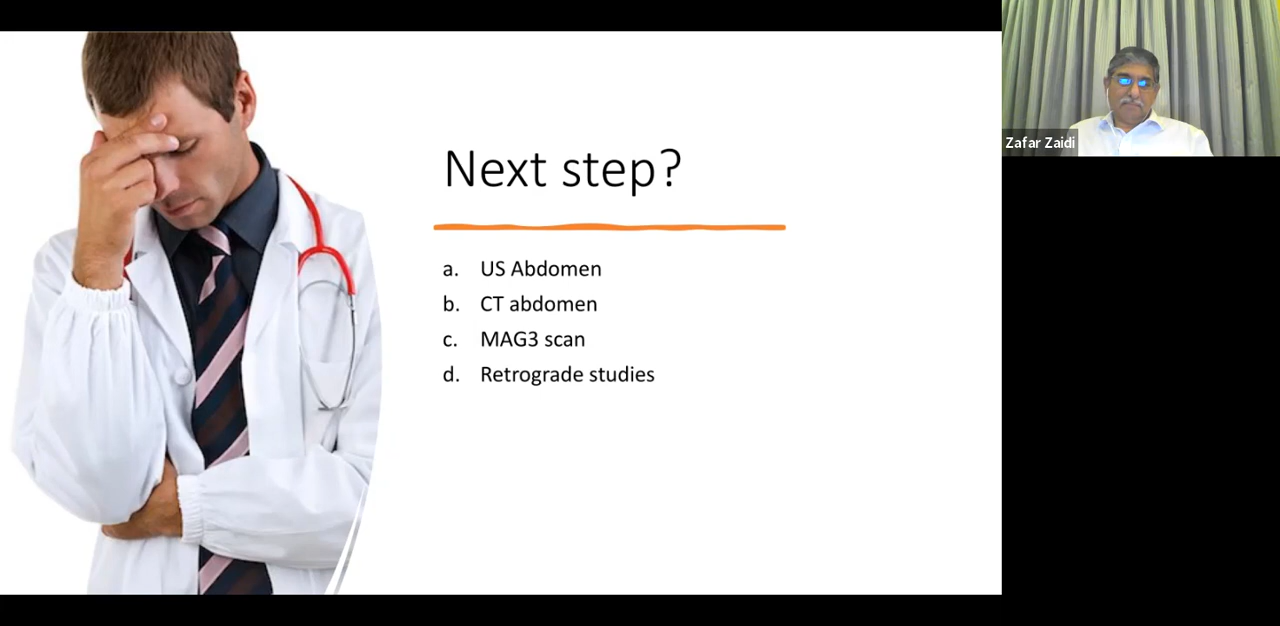 Next step?
a. US Abdomen
b. CT abdomen
c. MAG3 scan
d. Retrograde studies
Zafar Zaidi